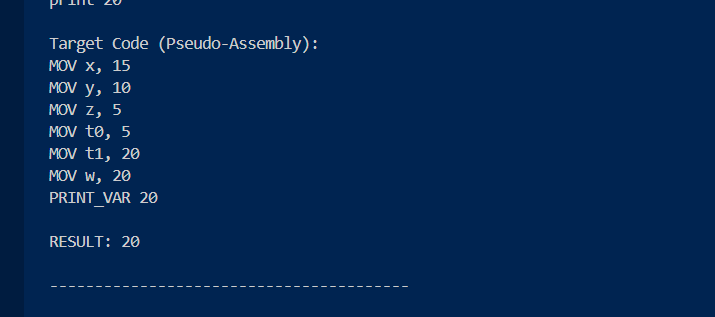 print 20
Target Code (Pseudo-Assembly):
MOV x, 15
MOV y, 10
MOV z, 5
MOV t0, 5
MOV t1, 20
MOV w, 20
PRINT_VAR 20
RESULT: 20
----------------------------------------